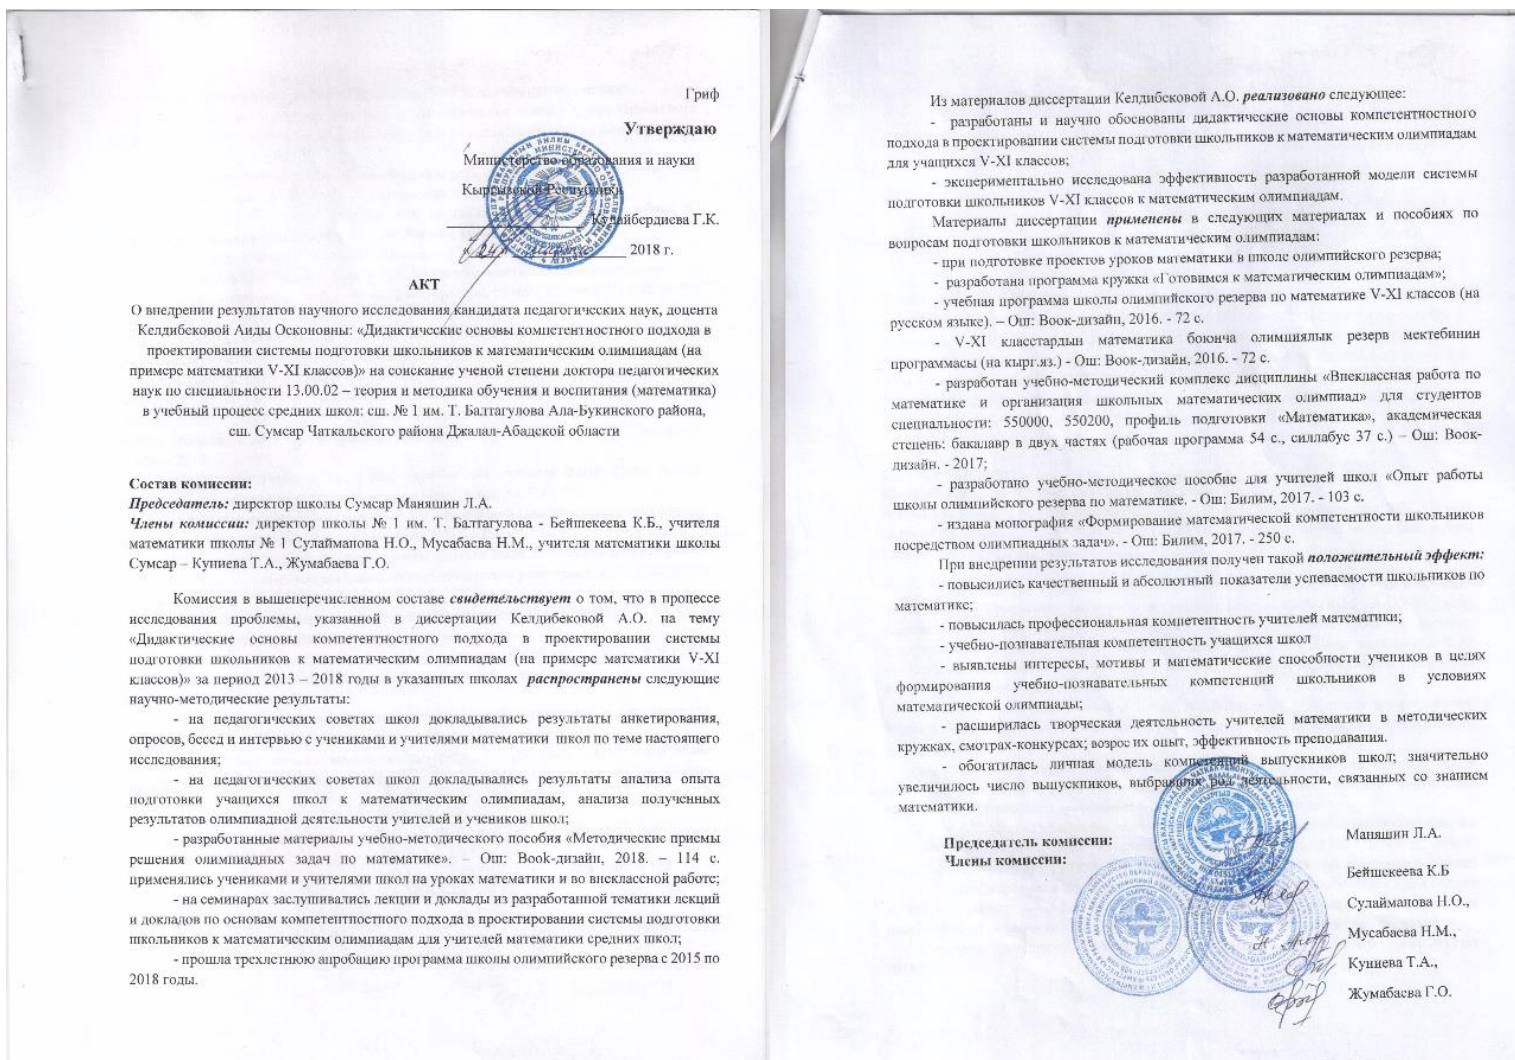 Гриф
Утверждаю
Министерство образования и науки
Кыргызской Республики
Кудайбердиева Г.К.
«24» 2018 г.
АКТ
О внедрении результатов научного исследования кандидата педагогических наук, доцента
Келдибековой Аиды Осконовны: «Дидактические основы компетентностного подхода в
проектировании системы подготовки школьников к математическим олимпиадам (на
примере математики V-XI классов)» на соискание ученой степени доктора педагогических
наук по специальности 13.00.02 – теория и методика обучения и воспитания (математика)
в учебный процесс средних школ: сш. № 1 им. Т. Балтагулова Ала-Букинского района,
сш. Сумсар Чаткальского района Джалал-Абадской области
Состав комиссии:
Председатель: директор школы Сумсар Маняшин Л.А.
Члены комиссии: директор школы № 1 им. Т. Балтагулова - Бейшекеева К.Б., учителя
математики школы № 1 Сулайманова Н.О., Мусабаева Н.М., учителя математики школы
Сумсар – Куниева Т.А., Жумабаева Г.О.
Комиссия в вышеперечисленном составе свидетельствует о том, что в процессе
исследования проблемы, указанной в диссертации Келдибековой А.О. на тему
«Дидактические основы компетентностного подхода в проектировании системы
подготовки школьников к математическим олимпиадам (на примере математики V-XI
классов)» за период 2013 – 2018 годы в указанных школах распространены следующие
научно-методические результаты:
- на педагогических советах школ докладывались результаты анкетирования,
опросов, бесед и интервью с учениками и учителями математики школ по теме настоящего
исследования;
- на педагогических советах школ докладывались результаты анализа опыта
подготовки учащихся школ к математическим олимпиадам, анализа полученных
результатов олимпиадной деятельности учителей и учеников школ;
- разработанные материалы учебно-методического пособия «Методические приемы
решения олимпиадных задач по математике». – Ош: Book-дизайн, 2018. – 114 с.
применялись учениками и учителями школ на уроках математики и во внеклассной работе;
- на семинарах заслушивались лекции и доклады из разработанной тематики лекций
и докладов по основам компетентностного подхода в проектировании системы подготовки
школьников к математическим олимпиадам для учителей математики средних школ;
- прошла трехлетнюю апробацию программа школы олимпийского резерва с 2015 по
2018 годы.
Из материалов диссертации Келдибековой А.О. реализовано следующее:
- разработаны и научно обоснованы дидактические основы компетентностного
подхода в проектировании системы подготовки школьников к математическим олимпиадам
для учащихся V-XI классов;
- экспериментально исследована эффективность разработанной модели системы
подготовки школьников V-XI классов к математическим олимпиадам.
Материалы диссертации применены в следующих материалах и пособиях по
вопросам подготовки школьников к математическим олимпиадам:
- при подготовке проектов уроков математики в школе олимпийского резерва;
- разработана программа кружка «Готовимся к математическим олимпиадам»;
- учебная программа школы олимпийского резерва по математике V-XI классов (на
русском языке). – Ош: Book-дизайн, 2016. - 72 с.
- V-XI класстардын математика боюнча олимпиялык резерв мектебинин
программасы (на кырг.яз.) - Ош: Book-дизайн, 2016. - 72 с.
- разработан учебно-методический комплекс дисциплины «Внеклассная работа по
математике и организация школьных математических олимпиад» для студентов
специальности: 550000, 550200, профиль подготовки «Математика», академическая
степень: бакалавр в двух частях (рабочая программа 54 с., силлабус 37 с.) – Ош: Book-
дизайн. - 2017;
- разработано учебно-методическое пособие для учителей школ «Опыт работы
школы олимпийского резерва по математике. - Ош: Билим, 2017. - 103 с.
- издана монография «Формирование математической компетентности школьников
посредством олимпиадных задач». - Ош: Билим, 2017. - 250 с.
При внедрении результатов исследования получен такой положительный эффект:
- повысились качественный и абсолютный показатели успеваемости школьников по
математике;
- повысилась профессиональная компетентность учителей математики;
- учебно-познавательная компетентность учащихся школ
- выявлены интересы, мотивы и математические способности учеников в целях
формирования учебно-познавательных компетенций школьников в условиях
математической олимпиады;
- расширилась творческая деятельность учителей математики в методических
кружках, смотрах-конкурсах; возрос их опыт, эффективность преподавания.
- обогатилась личная модель компетенций выпускников школ; значительно
увеличилось число выпускников, выбравших род деятельности, связанных со знанием
математики.
Председатель комиссии: Маняшин Л.А.
Члены комиссии:
Бейшекеева К.Б
Сулайманова Н.О.,
Мусабаева Н.М.,
Куниева Т.А.,
Жумабаева Г.О.